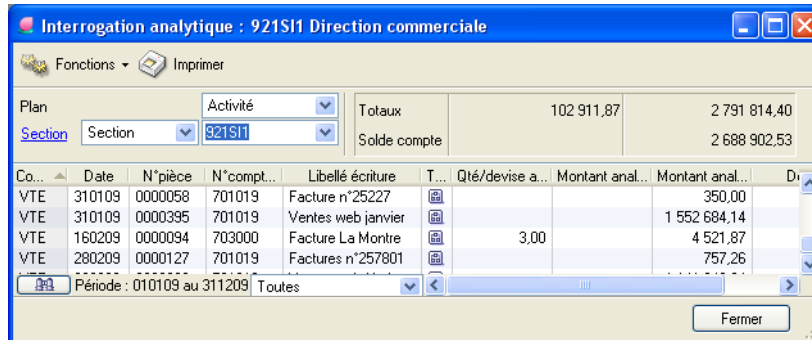 Interrogation analytique : 921SI1 Direction commerciale
Fonctions Imprimer
Plan Activité Totaux 102 911,87 2 791 814,40
Section Section 921SI1 Solde compte 2 688 902,53
Co... Date N°pièce N°compt... Libellé écriture T... Qté/devise a... Montant anal... Montant anal...
VTE 310109 0000058 701019 Facture n°25227 350,00
VTE 310109 0000395 701019 Ventes web janvier 1 552 684,14
VTE 160209 0000094 703000 Facture La Montre 3,00 4 521,87
VTE 280209 0000127 701019 Factures n°257801 757,26
Période : 010109 au 311209 Toutes
Fermer